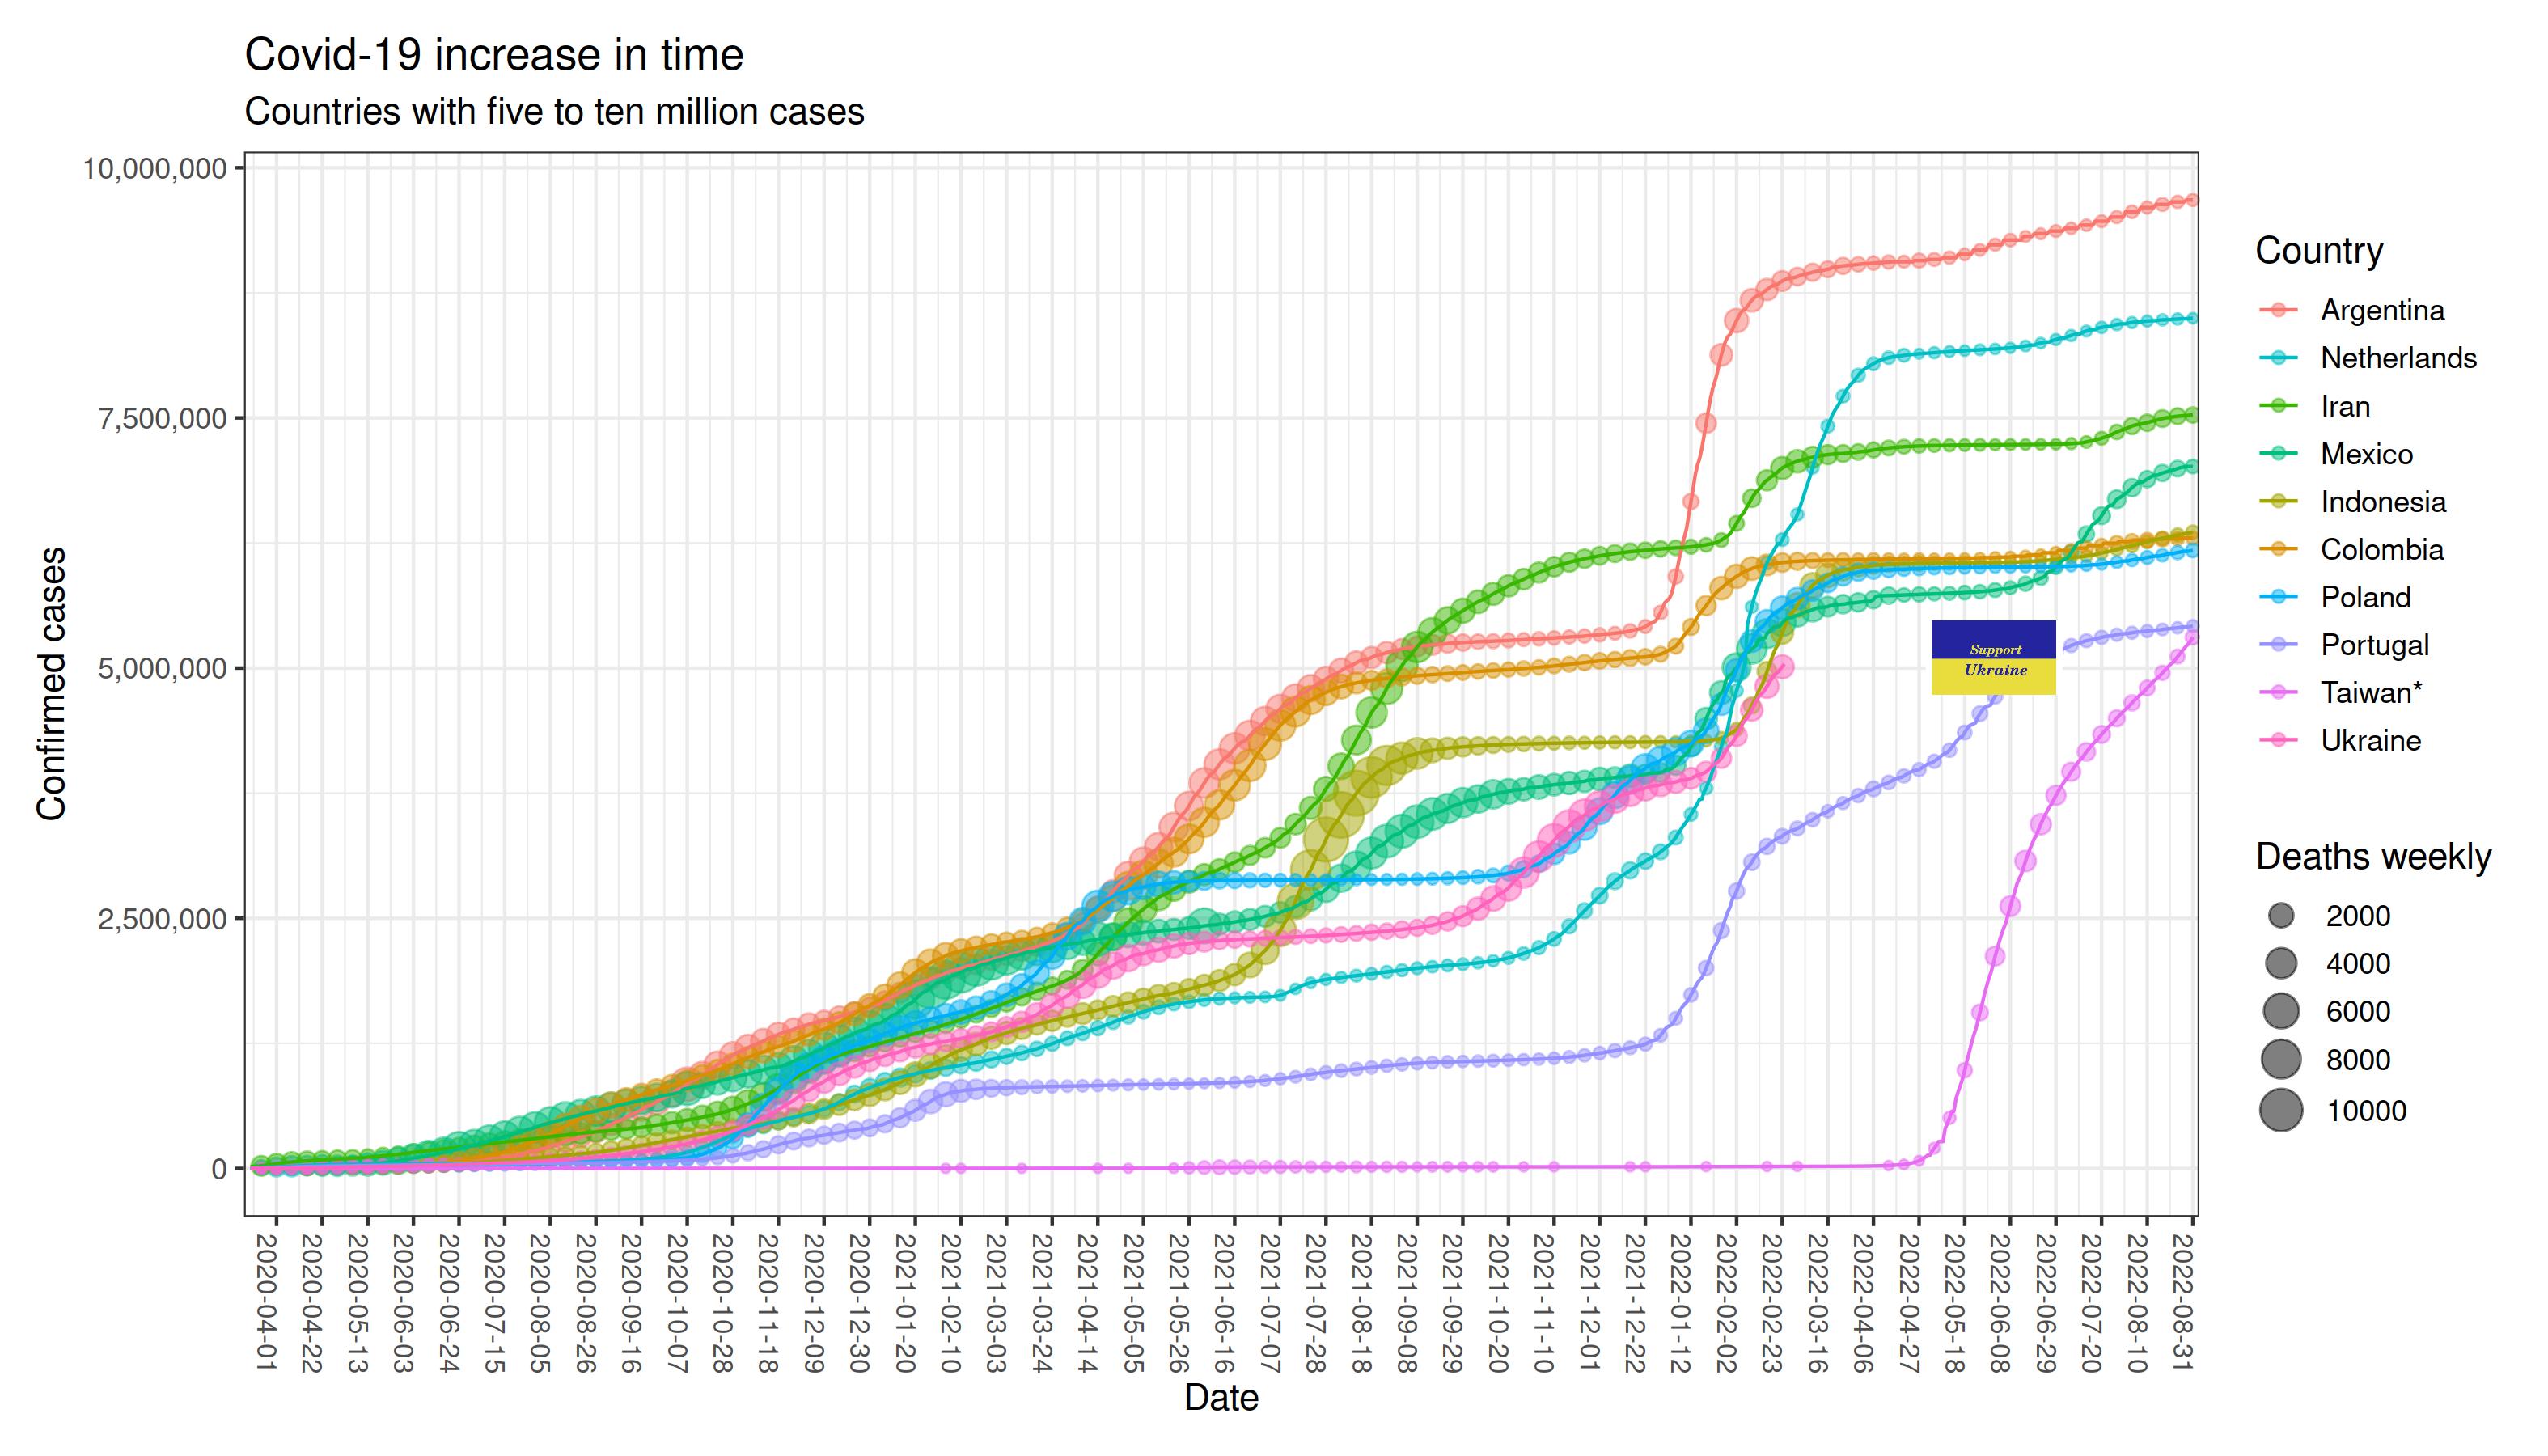 Covid-19 increase in time
Countries with five to ten million cases
10,000,000
7,500,000
5,000,000
2,500,000
0
Confirmed cases
2020-04-01
2020-04-22
2020-05-13
2020-06-03
2020-06-24
2020-07-15
2020-08-05
2020-08-26
2020-09-16
2020-10-07
2020-10-28
2020-11-18
2020-12-09
2020-12-30
2021-01-20
2021-02-10
2021-03-03
2021-03-24
2021-04-14
2021-05-05
2021-05-26
2021-06-16
2021-07-07
2021-07-28
2021-08-18
2021-09-08
2021-09-29
2021-10-20
2021-11-10
2021-12-01
2021-12-22
2022-01-12
2022-02-02
2022-02-23
2022-03-16
2022-04-06
2022-04-27
2022-05-18
2022-06-08
2022-06-29
2022-07-20
2022-08-10
2022-08-31
Date
Support
Ukraine
Country
Argentina
Netherlands
Iran
Mexico
Indonesia
Colombia
Poland
Portugal
Taiwan*
Ukraine
Deaths weekly
2000
4000
6000
8000
10000